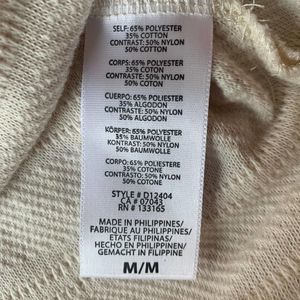 SELF: 65% POLYESTER
35% COTTON
CONTRAST: 50% NYLON
50% COTTON
CORPS: 65% POLYESTER
35% COTON
CONTRASTE: 50% NYLON
50% COTON
CUERPO: 65% POLYESTER
35% ALGODON
CONTRASTE: 50% NYLON
50% ALGODON
KÖRPER: 65% POLYESTER
35% BAUMWOLLE
KONTRAST: 50% NYLON
50% BAUMWOLLE
CORPO: 65% POLIESTERE
35% COTONE
CONTRASTO: 50% NYLON
50% COTONE
STYLE # D12404
CA # 07043
RN # 133165
MADE IN PHILIPPINES/
FABRIQUE AU PHILIPPINES/
ETATS FILIPINAS/
HECHO EN PHILIPPINEN/
GEMACHT IN FILIPPINE
M/M